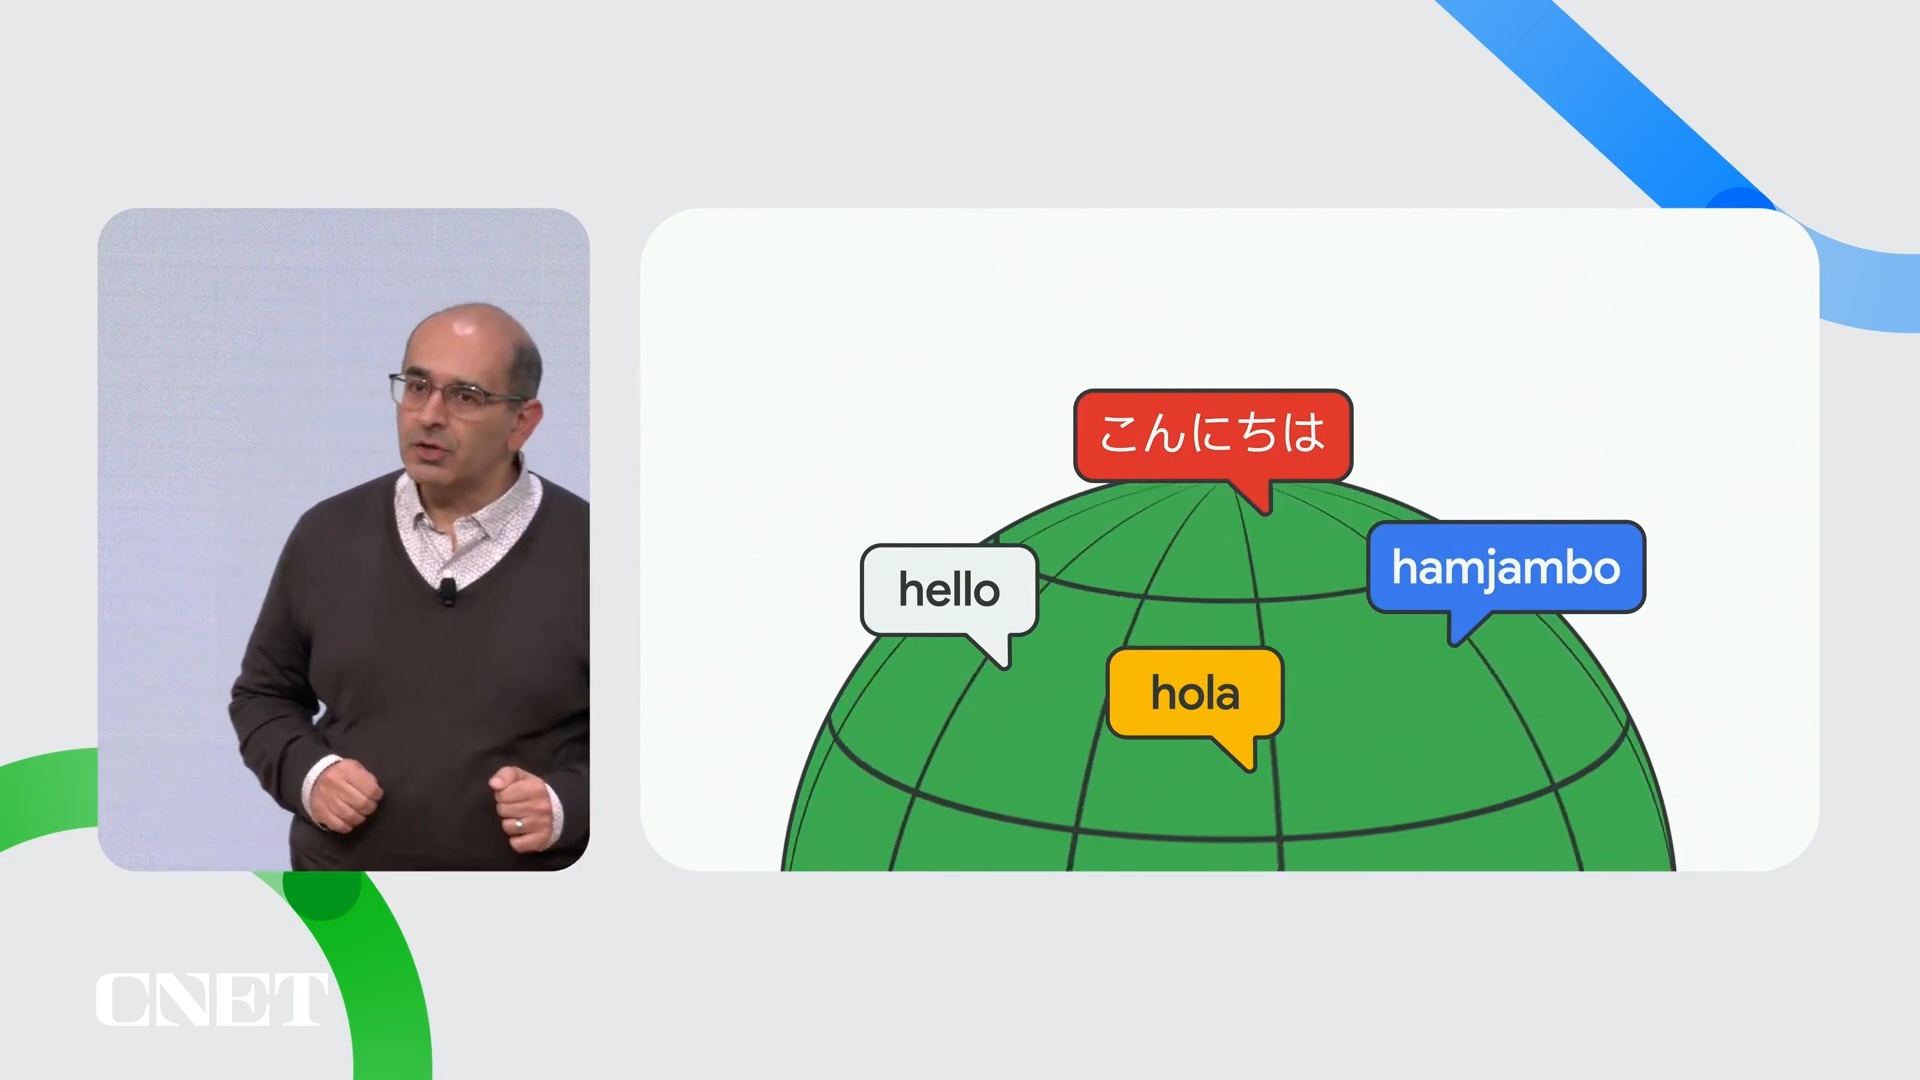 こんにちは
hamjambo
hello
hola
CNET